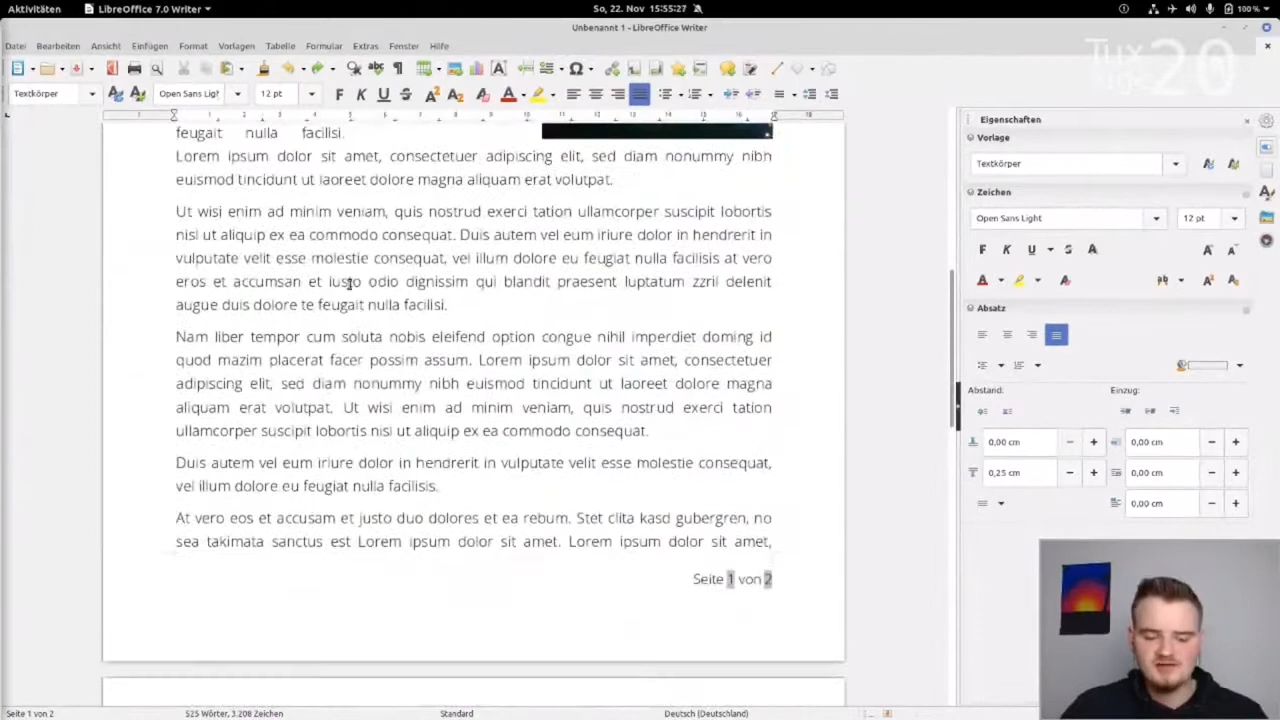 Aktivitäten
LibreOffice 7.0 Writer
So, 22. Nov 15:55:27
100 %
Unbenannt 1 - LibreOffice Writer
Datei Bearbeiten Ansicht Einfügen Format Vorlagen Tabelle Formular Extras Fenster Hilfe
Tux
20
Textkörper
Open Sans Ligh
12 pt
feugait nulla facilisi.
Lorem ipsum dolor sit amet, consectetuer adipiscing elit, sed diam nonummy nibh
euismod tincidunt ut laoreet dolore magna aliquam erat volutpat.
Ut wisi enim ad minim veniam, quis nostrud exerci tation ullamcorper suscipit lobortis
nisl ut aliquip ex ea commodo consequat. Duis autem vel eum iriure dolor in hendrerit in
vulputate velit esse molestie consequat, vel illum dolore eu feugiat nulla facilisis at vero
eros et accumsan et iusto odio dignissim qui blandit praesent luptatum zzril delenit
augue duis dolore te feugait nulla facilisi.
Nam liber tempor cum soluta nobis eleifend option congue nihil imperdiet doming id
quod mazim placerat facer possim assum. Lorem ipsum dolor sit amet, consectetuer
adipiscing elit, sed diam nonummy nibh euismod tincidunt ut laoreet dolore magna
aliquam erat volutpat. Ut wisi enim ad minim veniam, quis nostrud exerci tation
ullamcorper suscipit lobortis nisl ut aliquip ex ea commodo consequat.
Duis autem vel eum iriure dolor in hendrerit in vulputate velit esse molestie consequat,
vel illum dolore eu feugiat nulla facilisis.
At vero eos et accusam et justo duo dolores et ea rebum. Stet clita kasd gubergren, no
sea takimata sanctus est Lorem ipsum dolor sit amet. Lorem ipsum dolor sit amet,
Seite 1 von 2
Eigenschaften
Vorlage
Textkörper
Zeichen
Open Sans Light
12 pt
Absatz
Abstand:
Einzug:
0,00 cm
0,00 cm
0,25 cm
0,00 cm
0,00 cm
Seite 1 von 2
525 Wörter, 3.208 Zeichen
Standard
Deutsch (Deutschland)